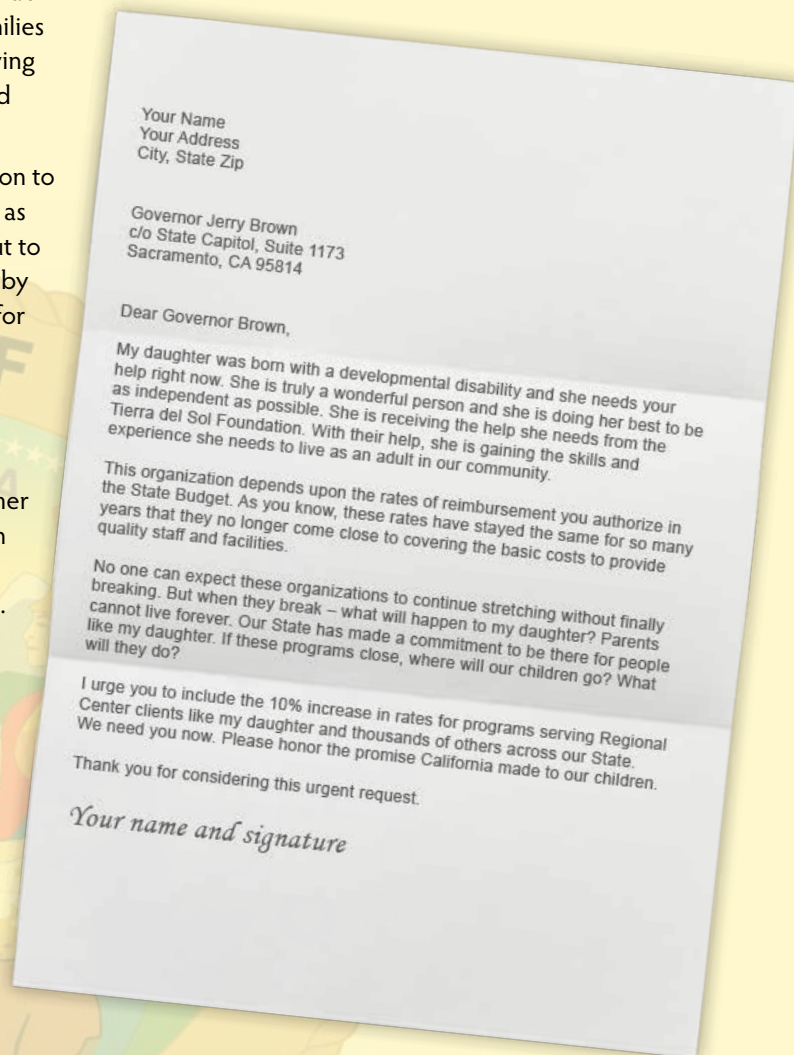 nilies
ving
d
on to
as
ut to
by
for
ner
n
.
Your Name
Your Address
City, State Zip
Governor Jerry Brown
c/o State Capitol, Suite 1173
Sacramento, CA 95814
Dear Governor Brown,
My daughter was born with a developmental disability and she needs your
help right now. She is truly a wonderful person and she is doing her best to be
as independent as possible. She is receiving the help she needs from the
Tierra del Sol Foundation. With their help, she is gaining the skills and
experience she needs to live as an adult in our community.
This organization depends upon the rates of reimbursement you authorize in
the State Budget. As you know, these rates have stayed the same for so many
years that they no longer come close to covering the basic costs to provide
quality staff and facilities.
No one can expect these organizations to continue stretching without finally
breaking. But when they break – what will happen to my daughter? Parents
cannot live forever. Our State has made a commitment to be there for people
like my daughter. If these programs close, where will our children go? What
will they do?
I urge you to include the 10% increase in rates for programs serving Regional
Center clients like my daughter and thousands of others across our State.
We need you now. Please honor the promise California made to our children.
Thank you for considering this urgent request.
Your name and signature